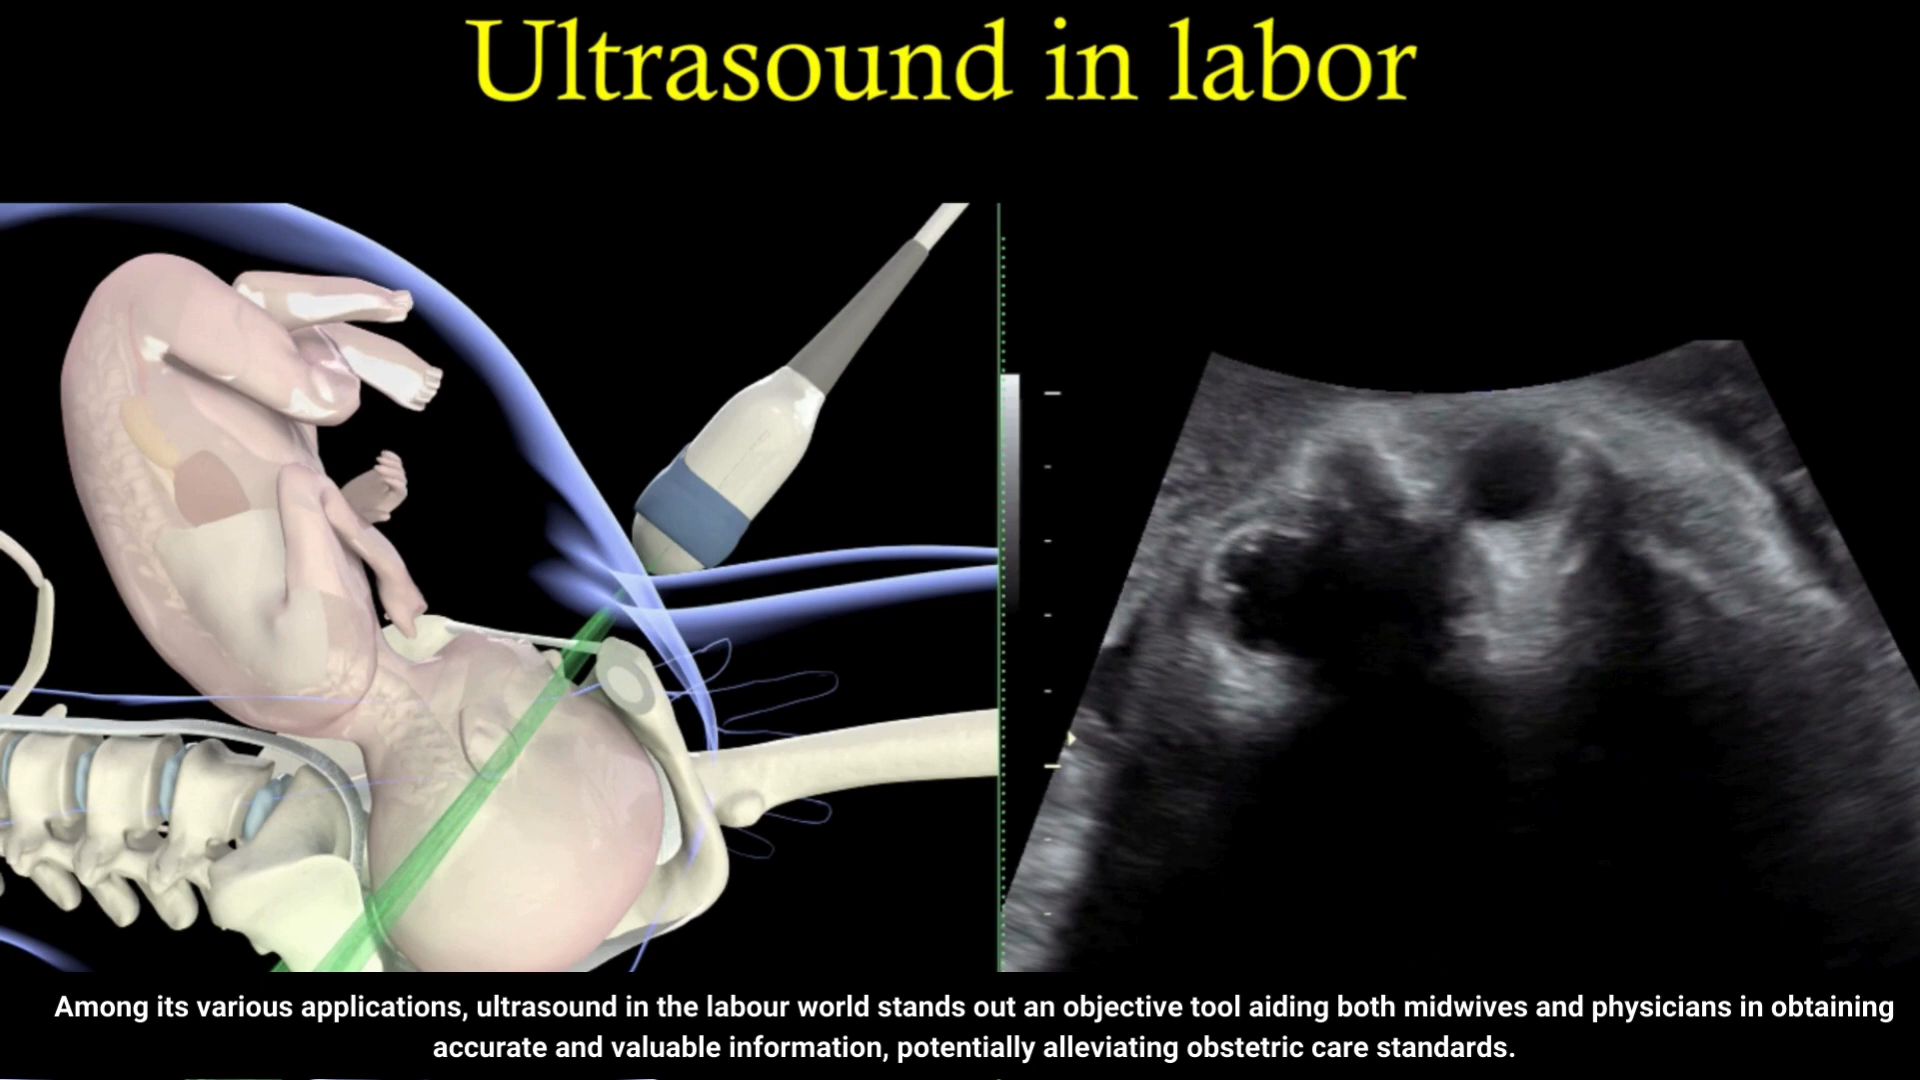 Ultrasound in labor
Among its various applications, ultrasound in the labour world stands out an objective tool aiding both midwives and physicians in obtaining
accurate and valuable information, potentially alleviating obstetric care standards.